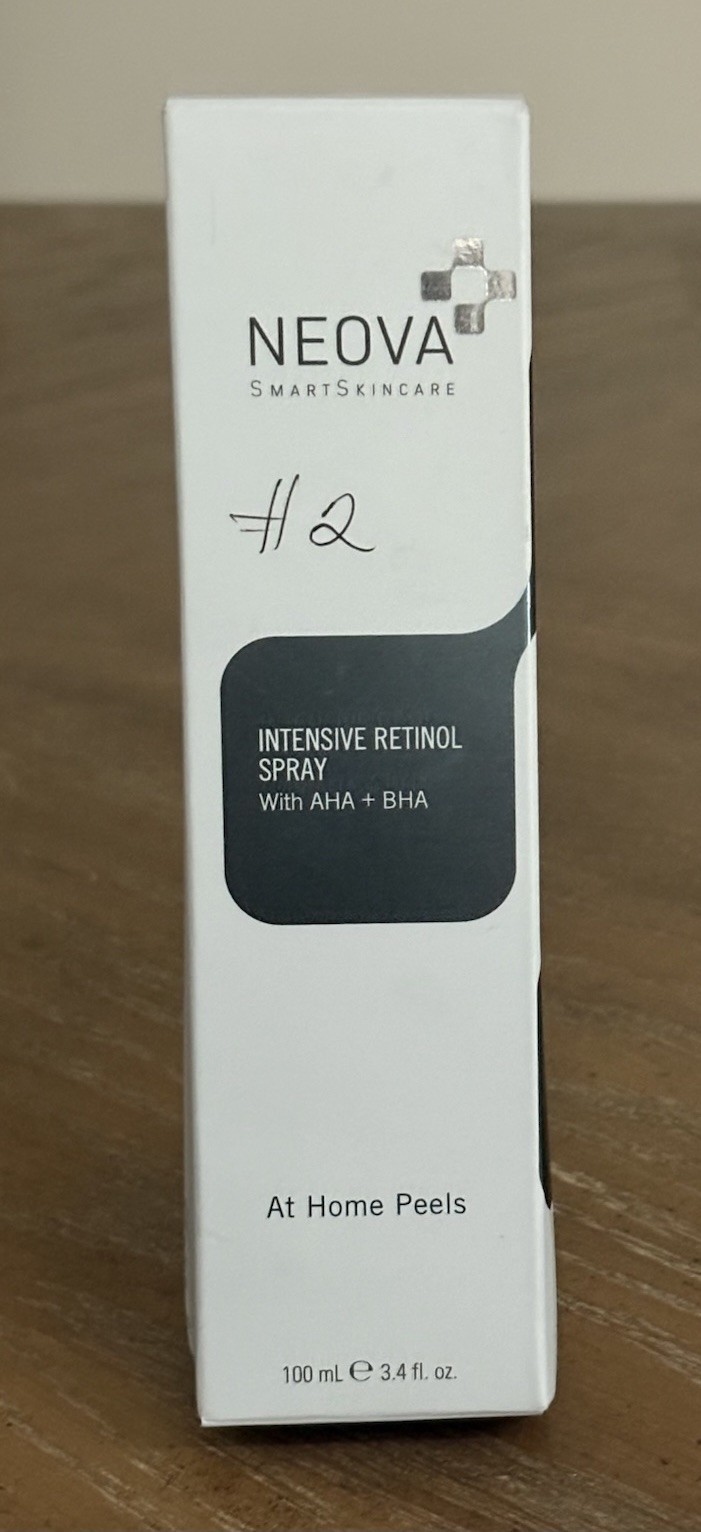 NEOVA
SMARTSKINCARE
#2
INTENSIVE RETINOL
SPRAY
With AHA + BHA
At Home Peels
100 mL ℮ 3.4 fl. oz.